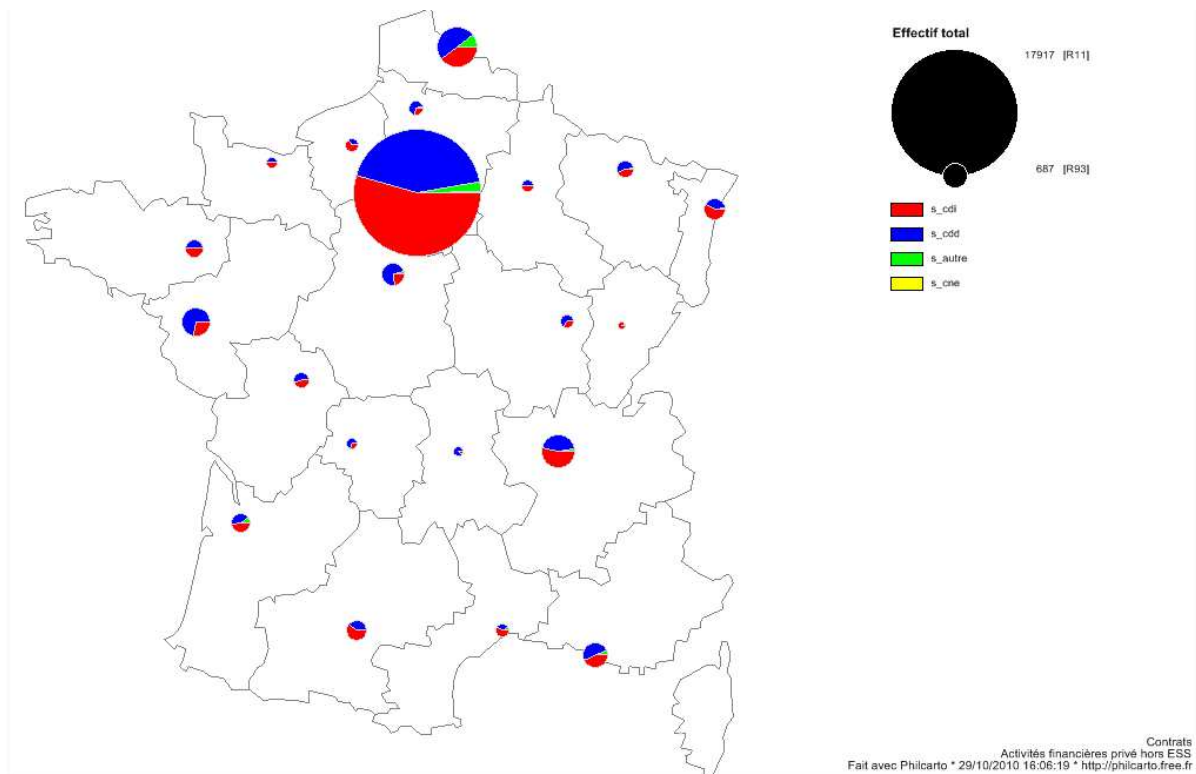 Effectif total
17917 [R11]
687 [R93]
s_cdi
s_cdd
s_autre
s_cne
Contrats
Activités financières privé hors ESS
Fait avec Philcarto * 29/10/2010 16:06:19 * http://philcarto.free.fr